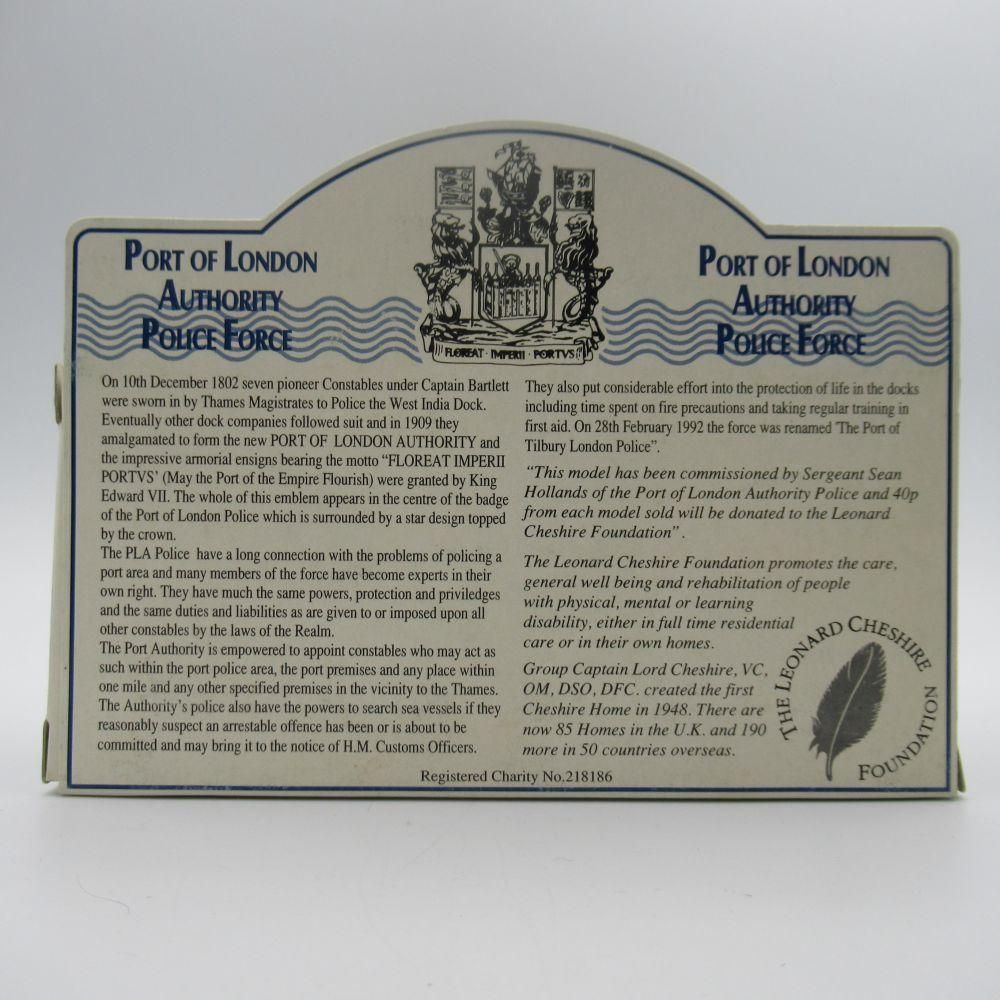 PORT OF LONDON
AUTHORITY
POLICE FORCE
FLOREAT · IMPERII · PORTVS
PORT OF LONDON
AUTHORITY
POLICE FORCE
On 10th December 1802 seven pioneer Constables under Captain Bartlett
were sworn in by Thames Magistrates to Police the West India Dock.
Eventually other dock companies followed suit and in 1909 they
amalgamated to form the new PORT OF LONDON AUTHORITY and
the impressive armorial ensigns bearing the motto “FLOREAT IMPERII
PORTVS’ (May the Port of the Empire Flourish) were granted by King
Edward VII. The whole of this emblem appears in the centre of the badge
of the Port of London Police which is surrounded by a star design topped
by the crown.
The PLA Police have a long connection with the problems of policing a
port area and many members of the force have become experts in their
own right. They have much the same powers, protection and priviledges
and the same duties and liabilities as are given to or imposed upon all
other constables by the laws of the Realm.
The Port Authority is empowered to appoint constables who may act as
such within the port police area, the port premises and any place within
one mile and any other specified premises in the vicinity to the Thames.
The Authority’s police also have the powers to search sea vessels if they
reasonably suspect an arrestable offence has been or is about to be
committed and may bring it to the notice of H.M. Customs Officers.
They also put considerable effort into the protection of life in the docks
including time spent on fire precautions and taking regular training in
first aid. On 28th February 1992 the force was renamed ‘The Port of
Tilbury London Police”.
“This model has been commissioned by Sergeant Sean
Hollands of the Port of London Authority Police and 40p
from each model sold will be donated to the Leonard
Cheshire Foundation”.
The Leonard Cheshire Foundation promotes the care,
general well being and rehabilitation of people
with physical, mental or learning
disability, either in full time residential
care or in their own homes.
Group Captain Lord Cheshire, VC,
OM, DSO, DFC. created the first
Cheshire Home in 1948. There are
now 85 Homes in the U.K. and 190
more in 50 countries overseas.
THE LEONARD CHESHIRE
FOUNDATION
Registered Charity No.218186